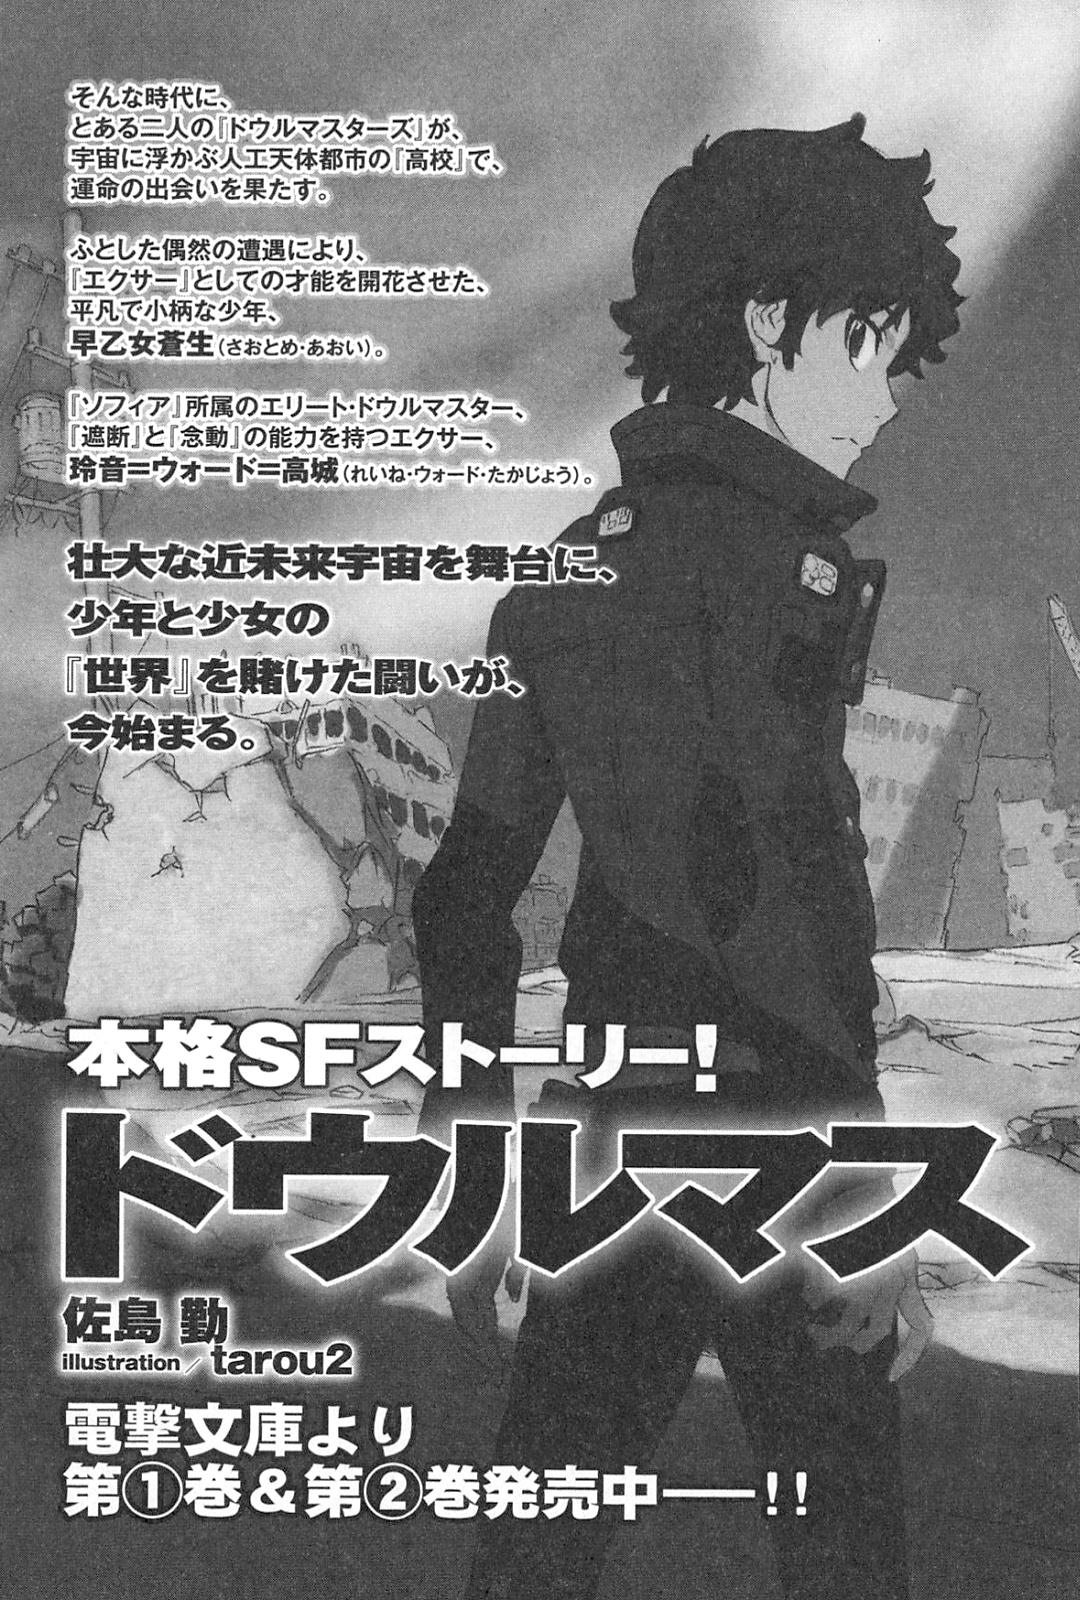 そんな時代に、
とある二人の『ドウルマスターズ』が、
宇宙に浮かぶ人工天体都市の『高校』で、
運命の出会いを果たす。
ふとした偶然の遭遇により、
『エクサー』としての才能を開花させた、
平凡で小柄な少年、
早乙女蒼生（さおとめ・あおい）。
『ソフィア』所属のエリート・ドウルマスター、
『遮断』と『念動』の能力を持つエクサー、
玲音＝ウォード＝高城（れいね・ウォード・たかじょう）。
壮大な近未来宇宙を舞台に、
少年と少女の
『世界』を賭けた闘いが、
今始まる。
本格SFストーリー！
ドウルマス
佐島 勤
illustration／tarou2
電撃文庫より
第①巻＆第②巻発売中――！！